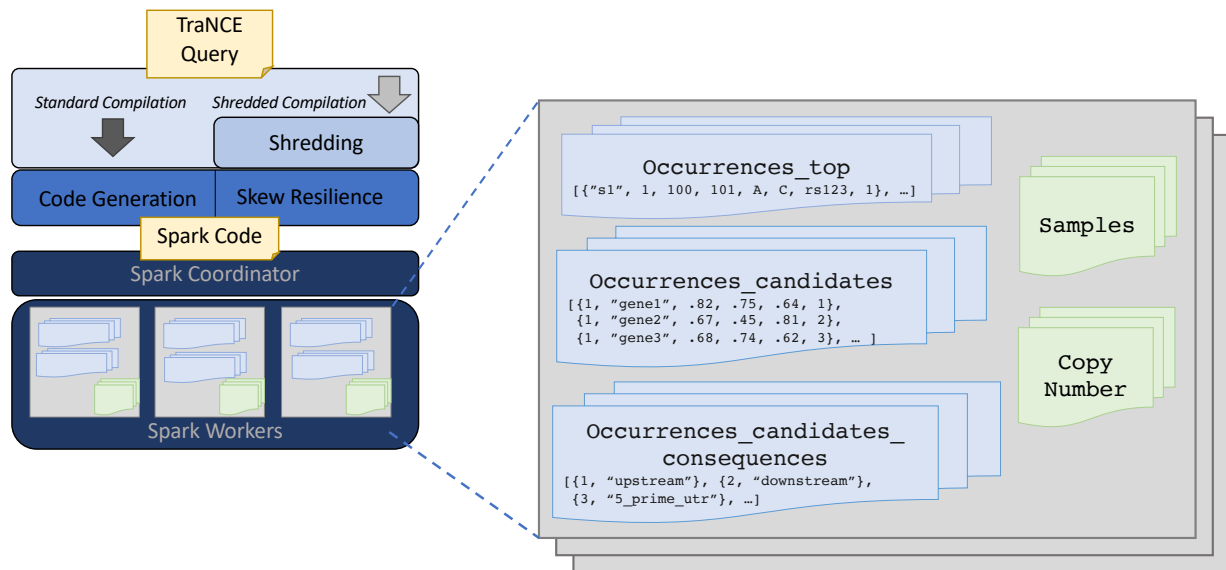 TraNCE
Query
Standard Compilation
Shredded Compilation
Shredding
Code Generation
Skew Resilience
Spark Code
Spark Coordinator
Spark Workers
Occurrences_top
[{"s1", 1, 100, 101, A, C, rs123, 1}, …]
Occurrences_candidates
[{1, "gene1", .82, .75, .64, 1},
{1, "gene2", .67, .45, .81, 2},
{1, "gene3", .68, .74, .62, 3}, … ]
Occurrences_candidates_
consequences
[{1, “upstream”}, {2, “downstream”},
{3, “5_prime_utr”}, …]
Samples
Copy
Number